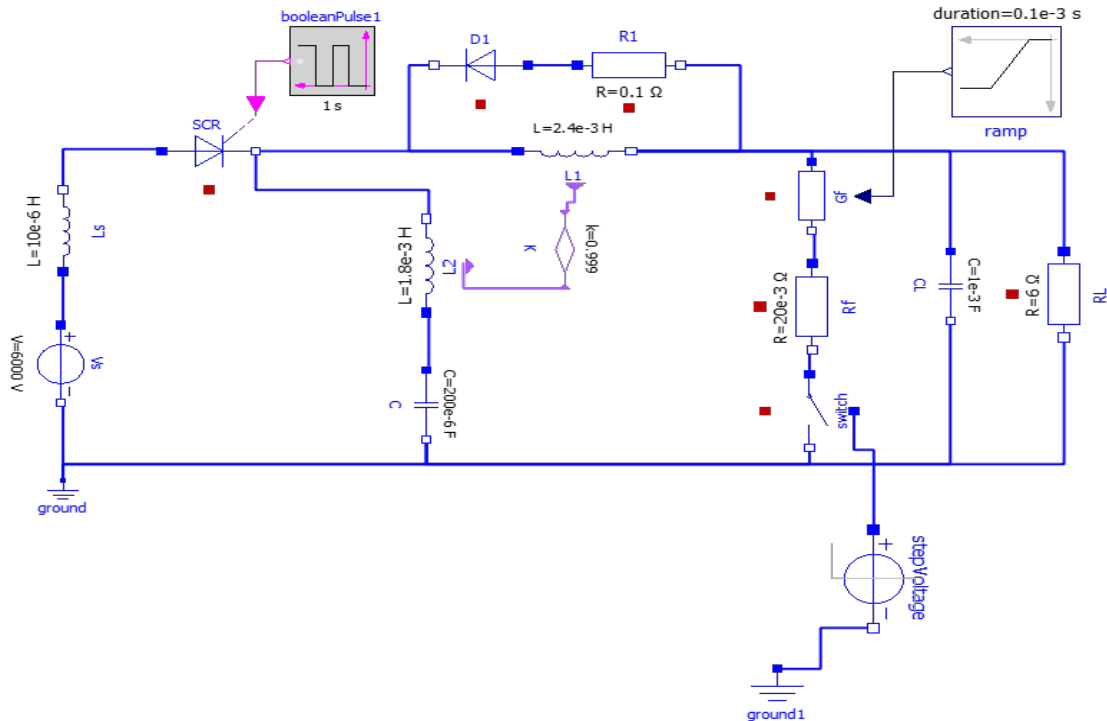 booleanPulse1
1 s
duration=0.1e-3 s
ramp
D1
R1
R=0.1 Ω
SCR
L=2.4e-3 H
L1
K
k=0.999
L=10e-6 H
Ls
L=1.8e-3 H
L2
Gf
R=20e-3 Ω
Rf
CL
C=1e-3 F
R=6 Ω
RL
V=6000 V
Vs
+
−
C
C=200e-6 F
switch
ground
stepVoltage
+
−
ground1